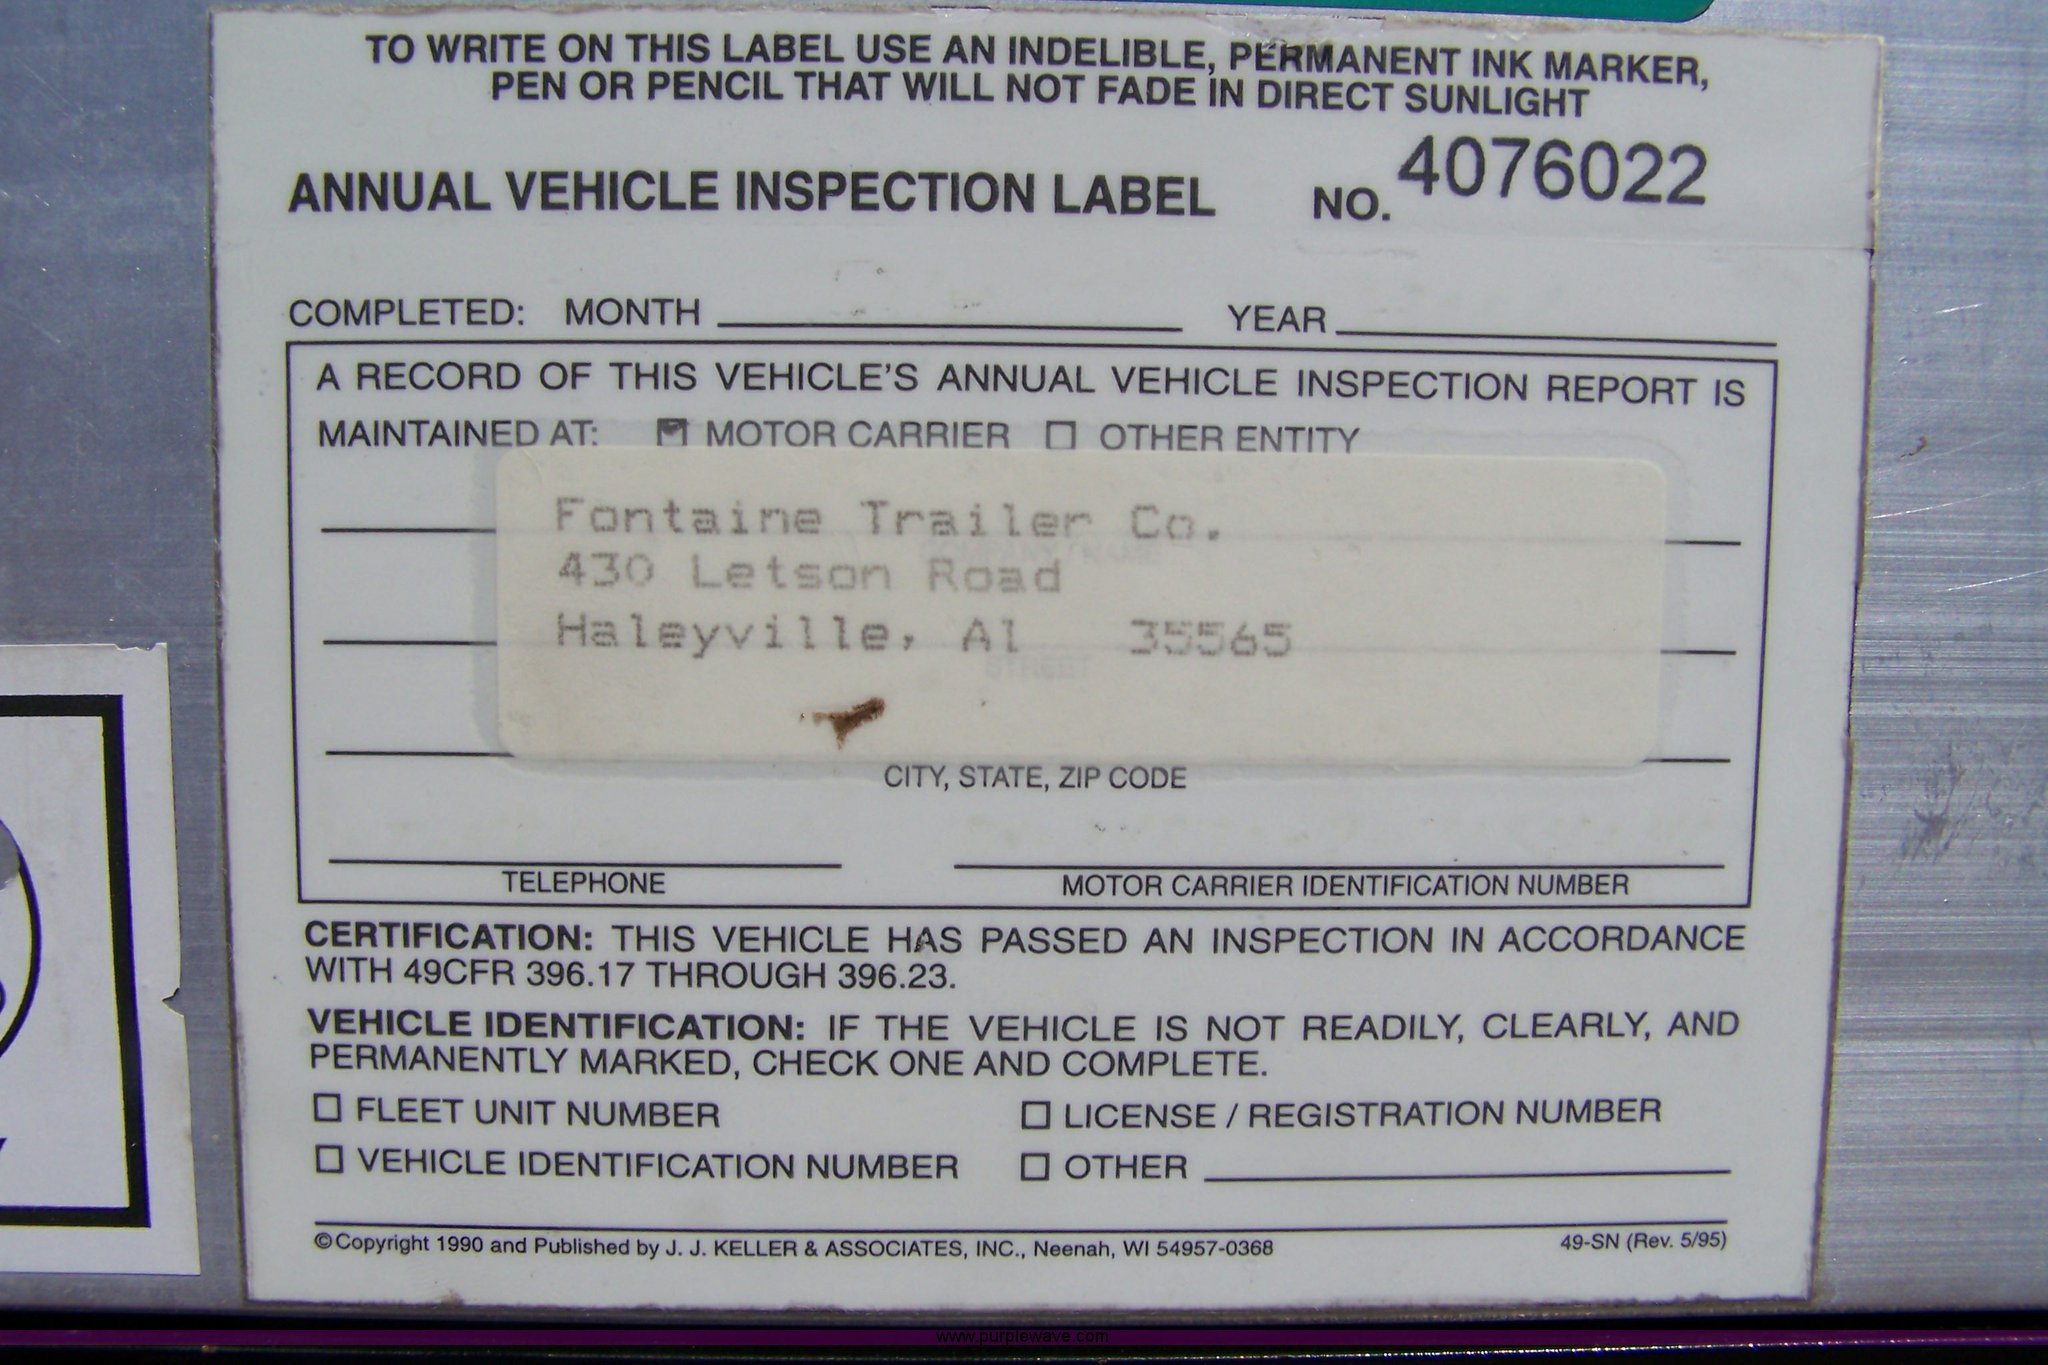 TO WRITE ON THIS LABEL USE AN INDELIBLE, PERMANENT INK MARKER,
PEN OR PENCIL THAT WILL NOT FADE IN DIRECT SUNLIGHT
ANNUAL VEHICLE INSPECTION LABEL NO. 4076022
COMPLETED: MONTH YEAR
A RECORD OF THIS VEHICLE'S ANNUAL VEHICLE INSPECTION REPORT IS
MAINTAINED AT: MOTOR CARRIER OTHER ENTITY
Fontaine Trailer Co.
430 Letson Road
Haleyville, Al 35565
STREET
CITY, STATE, ZIP CODE
TELEPHONE MOTOR CARRIER IDENTIFICATION NUMBER
CERTIFICATION: THIS VEHICLE HAS PASSED AN INSPECTION IN ACCORDANCE
WITH 49CFR 396.17 THROUGH 396.23.
VEHICLE IDENTIFICATION: IF THE VEHICLE IS NOT READILY, CLEARLY, AND
PERMANENTLY MARKED, CHECK ONE AND COMPLETE.
FLEET UNIT NUMBER LICENSE / REGISTRATION NUMBER
VEHICLE IDENTIFICATION NUMBER OTHER
©Copyright 1990 and Published by J. J. KELLER & ASSOCIATES, INC., Neenah, WI 54957-0368 49-SN (Rev. 5/95)
www.purplewave.com